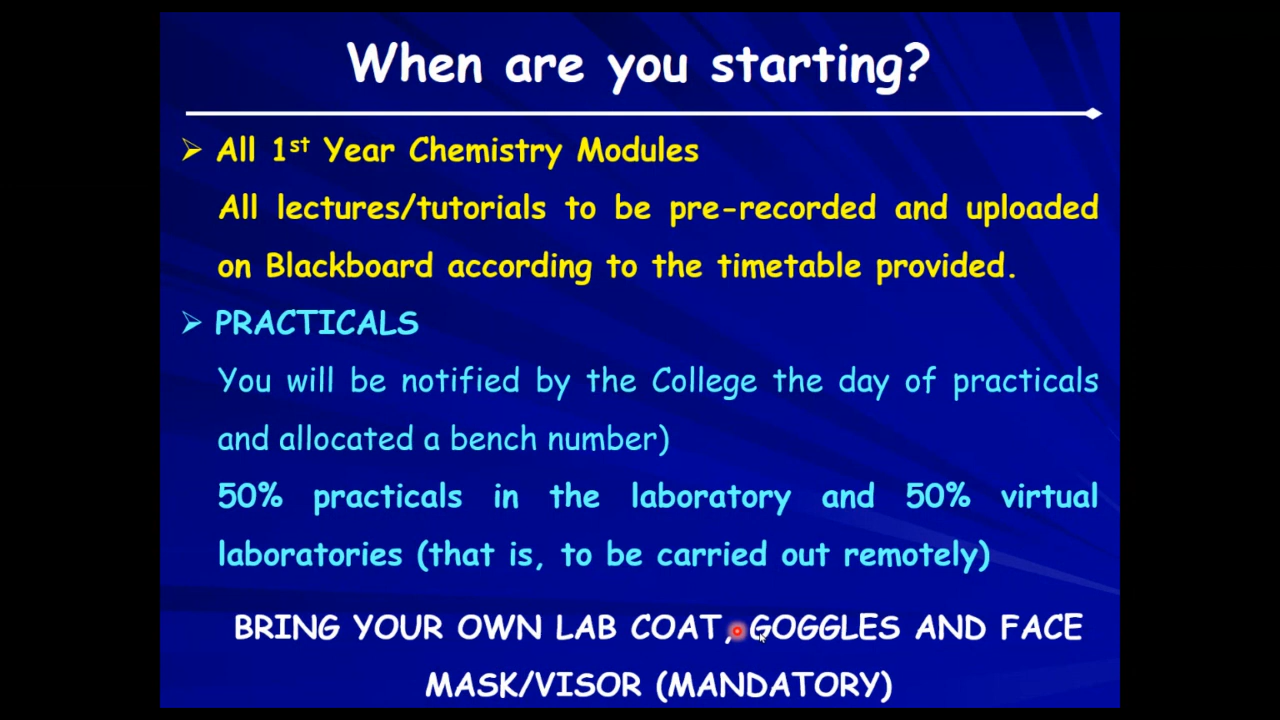 When are you starting?
➢ All 1st Year Chemistry Modules
All lectures/tutorials to be pre-recorded and uploaded
on Blackboard according to the timetable provided.
➢ PRACTICALS
You will be notified by the College the day of practicals
and allocated a bench number)
50% practicals in the laboratory and 50% virtual
laboratories (that is, to be carried out remotely)
BRING YOUR OWN LAB COAT, GOGGLES AND FACE
MASK/VISOR (MANDATORY)